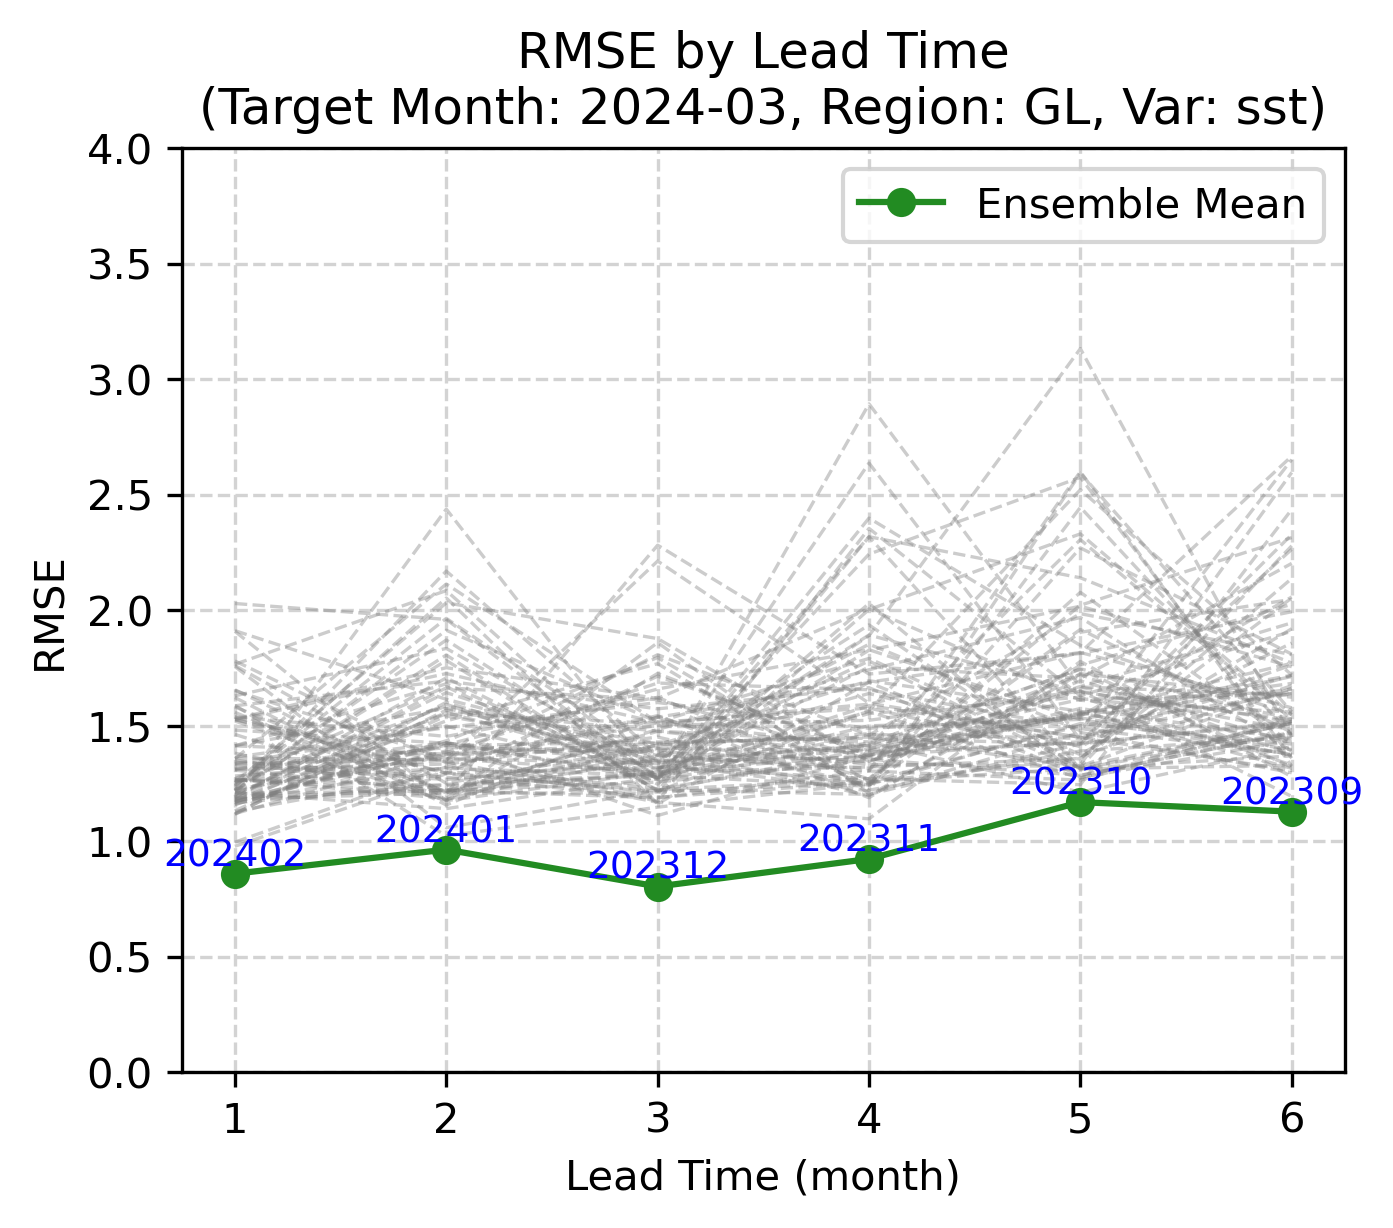 RMSE by Lead Time
(Target Month: 2024-03, Region: GL, Var: sst)
Ensemble Mean
RMSE
4.0
3.5
3.0
2.5
2.0
1.5
1.0
0.5
0.0
202402
202401
202312
202311
202310
202309
1 2 3 4 5 6
Lead Time (month)